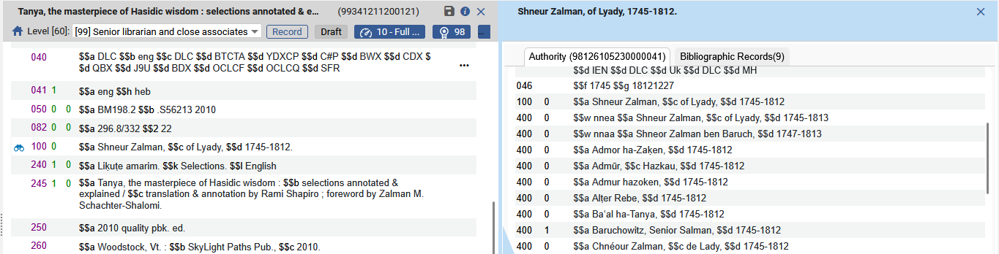 Tanya, the masterpiece of Hasidic wisdom : selections annotated & e... (99341211200121)
Level [60]: [99] Senior librarian and close associates Record Draft 10 - Full ... 98 ...
040 $$a DLC $$b eng $$c DLC $$d BTCTA $$d YDXCP $$d C#P $$d BWX $$d CDX $
$d QBX $$d J9U $$d BDX $$d OCLCF $$d OCLCQ $$d SFR
...
041 1 $$a eng $$h heb
050 0 0 $$a BM198.2 $$b .S56213 2010
082 0 0 $$a 296.8/332 $$2 22
100 0 $$a Shneur Zalman, $$c of Lyady, $$d 1745-1812.
240 1 0 $$a Liḳuṭe amarim. $$k Selections. $$l English
245 1 0 $$a Tanya, the masterpiece of Hasidic wisdom : $$b selections annotated &
explained / $$c translation & annotation by Rami Shapiro ; foreword by Zalman M.
Schachter-Shalomi.
250 $$a 2010 quality pbk. ed.
260 $$a Woodstock, Vt. : $$b SkyLight Paths Pub., $$c 2010.
Shneur Zalman, of Lyady, 1745-1812.
Authority (98126105230000041) Bibliographic Records(9)
$$d IEN $$d DLC $$d Uk $$d DLC $$d MH
046 $$f 1745 $$g 18121227
100 0 $$a Shneur Zalman, $$c of Lyady, $$d 1745-1812
400 0 $$w nnea $$a Shneur Zalman, $$c of Lyady, $$d 1745-1813
400 0 $$w nnaa $$a Shneor Zalman ben Baruch, $$d 1747-1813
400 0 $$a Admor ha-Zaḳen, $$d 1745-1812
400 0 $$a Admūr, $$c Hazkau, $$d 1745-1812
400 0 $$a Admur hazoken, $$d 1745-1812
400 0 $$a Alṭer Rebe, $$d 1745-1812
400 0 $$a Baʻal ha-Tanya, $$d 1745-1812
400 1 $$a Baruchowitz, Senior Salman, $$d 1745-1812
400 0 $$a Chnéour Zalman, $$c de Lady, $$d 1745-1812